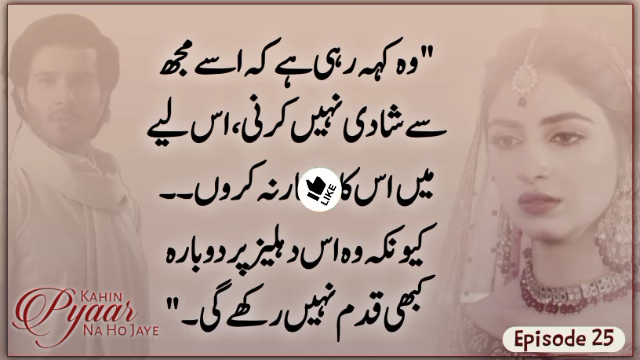 "وہ کہہ رہی ہے کہ اسے مجھ
سے شادی نہیں کرنی، اس لیے
میں اس کا نہ کروں۔۔
کیونکہ وہ اس دہلیز پر دوبارہ
کبھی قدم نہیں رکھے گی۔"
LIKE
KAHIN
Pyaar
NA HO JAYE
Episode 25